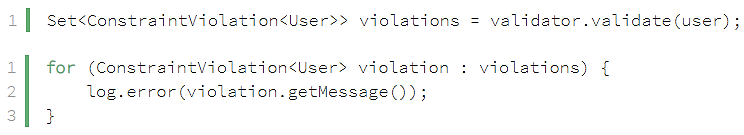 1 Set<ConstraintViolation<User>> violations = validator.validate(user);
1 for (ConstraintViolation<User> violation : violations) {
2     log.error(violation.getMessage());
3 }